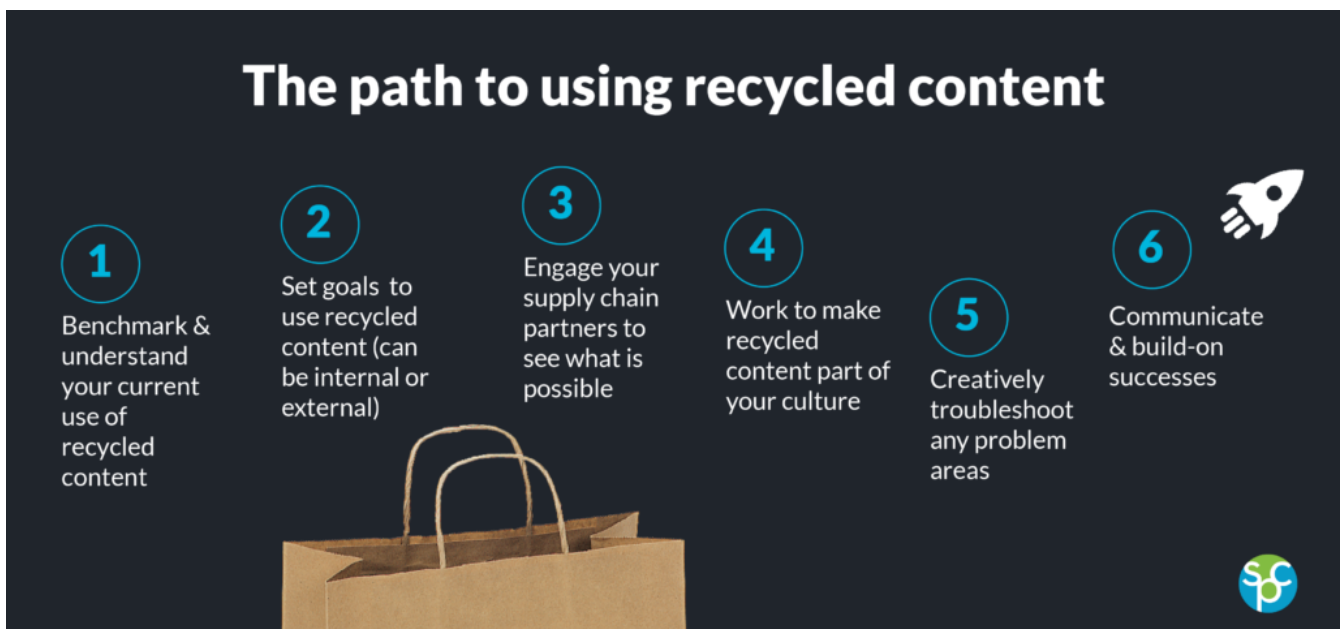 The path to using recycled content
1
Benchmark &
understand
your current
use of
recycled
content
2
Set goals to
use recycled
content (can
be internal or
external)
3
Engage your
supply chain
partners to
see what is
possible
4
Work to make
recycled
content part of
your culture
5
Creatively
troubleshoot
any problem
areas
6
Communicate
& build-on
successes
spc